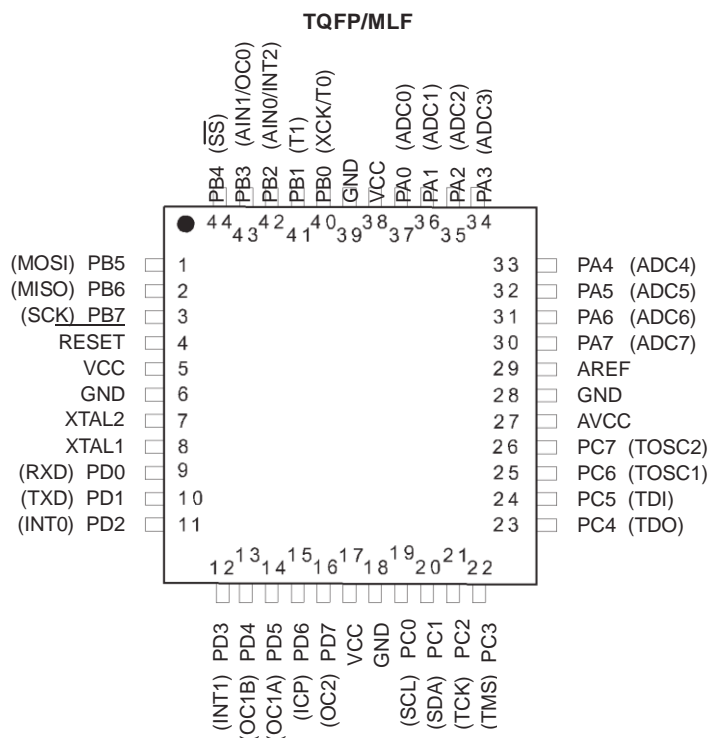 TQFP/MLF
PB4 (SS)
PB3 (AIN1/OC0)
PB2 (AIN0/INT2)
PB1 (T1)
PB0 (XCK/T0)
GND
VCC
PA0 (ADC0)
PA1 (ADC1)
PA2 (ADC2)
PA3 (ADC3)
44 43 42 41 40 39 38 37 36 35 34
(MOSI) PB5 1
(MISO) PB6 2
(SCK) PB7 3
RESET 4
VCC 5
GND 6
XTAL2 7
XTAL1 8
(RXD) PD0 9
(TXD) PD1 10
(INT0) PD2 11
33 PA4 (ADC4)
32 PA5 (ADC5)
31 PA6 (ADC6)
30 PA7 (ADC7)
29 AREF
28 GND
27 AVCC
26 PC7 (TOSC2)
25 PC6 (TOSC1)
24 PC5 (TDI)
23 PC4 (TDO)
12 13 14 15 16 17 18 19 20 21 22
(INT1) PD3
(OC1B) PD4
(OC1A) PD5
(ICP) PD6
(OC2) PD7
VCC
GND
(SCL) PC0
(SDA) PC1
(TCK) PC2
(TMS) PC3